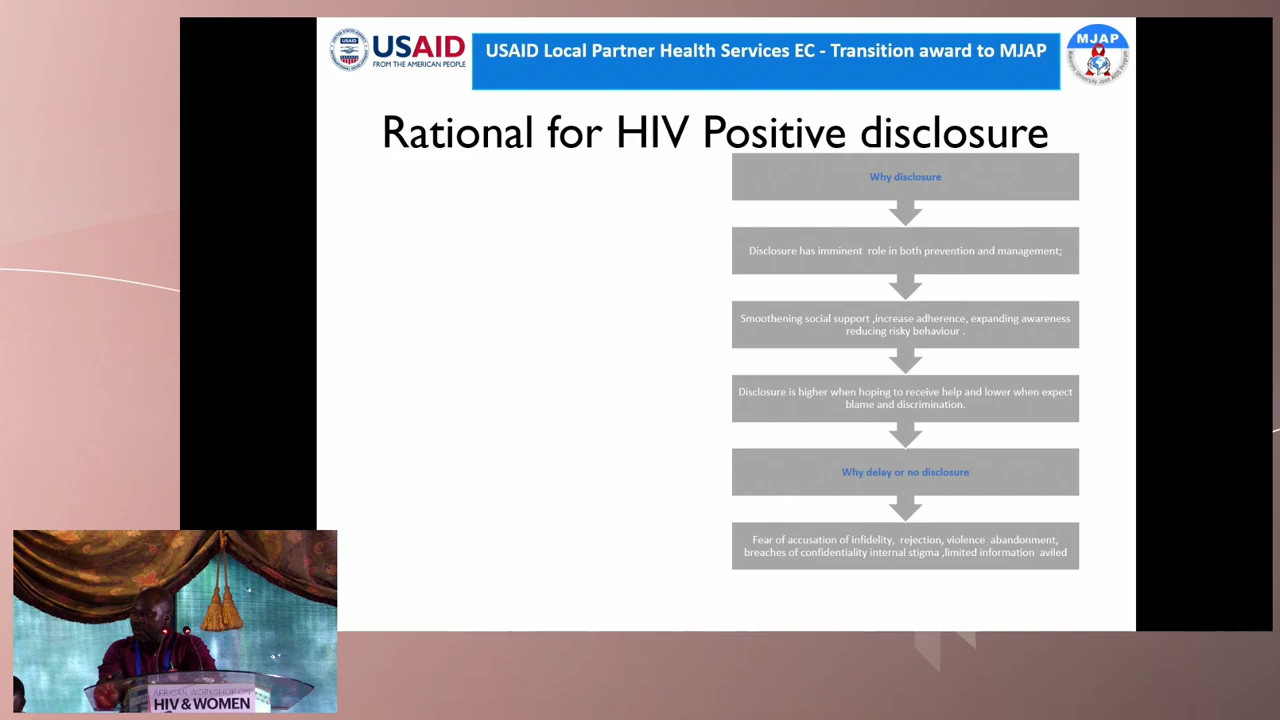 USAID
FROM THE AMERICAN PEOPLE
USAID Local Partner Health Services EC - Transition award to MJAP
MJAP
Rational for HIV Positive disclosure
Why disclosure
Disclosure has imminent role in both prevention and management;
Smoothening social support ,increase adherence, expanding awareness
reducing risky behaviour .
Disclosure is higher when hoping to receive help and lower when expect
blame and discrimination.
Why delay or no disclosure
Fear of accusation of infidelity, rejection, violence abandonment,
breaches of confidentiality internal stigma ,limited information aviled
AFRICAN WORKSHOP ON
HIV & WOMEN